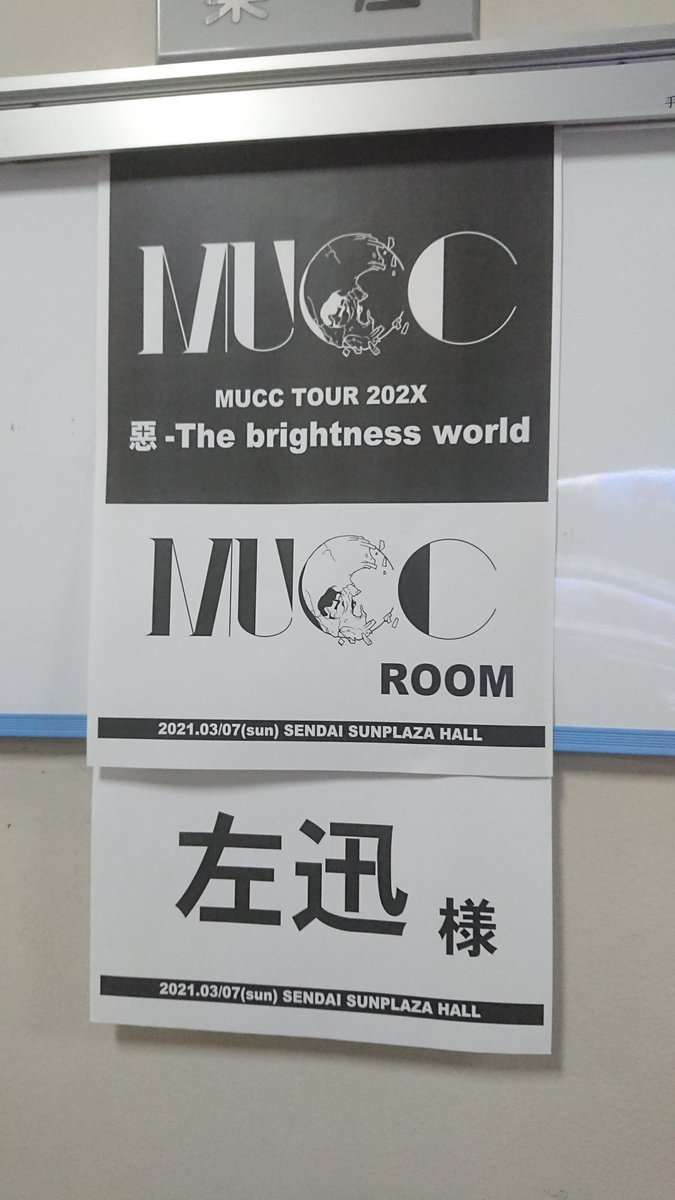 MUCC
MUCC TOUR 202X
惡-The brightness world
MUCC
ROOM
2021.03/07(sun) SENDAI SUNPLAZA HALL
左迅 様
2021.03/07(sun) SENDAI SUNPLAZA HALL